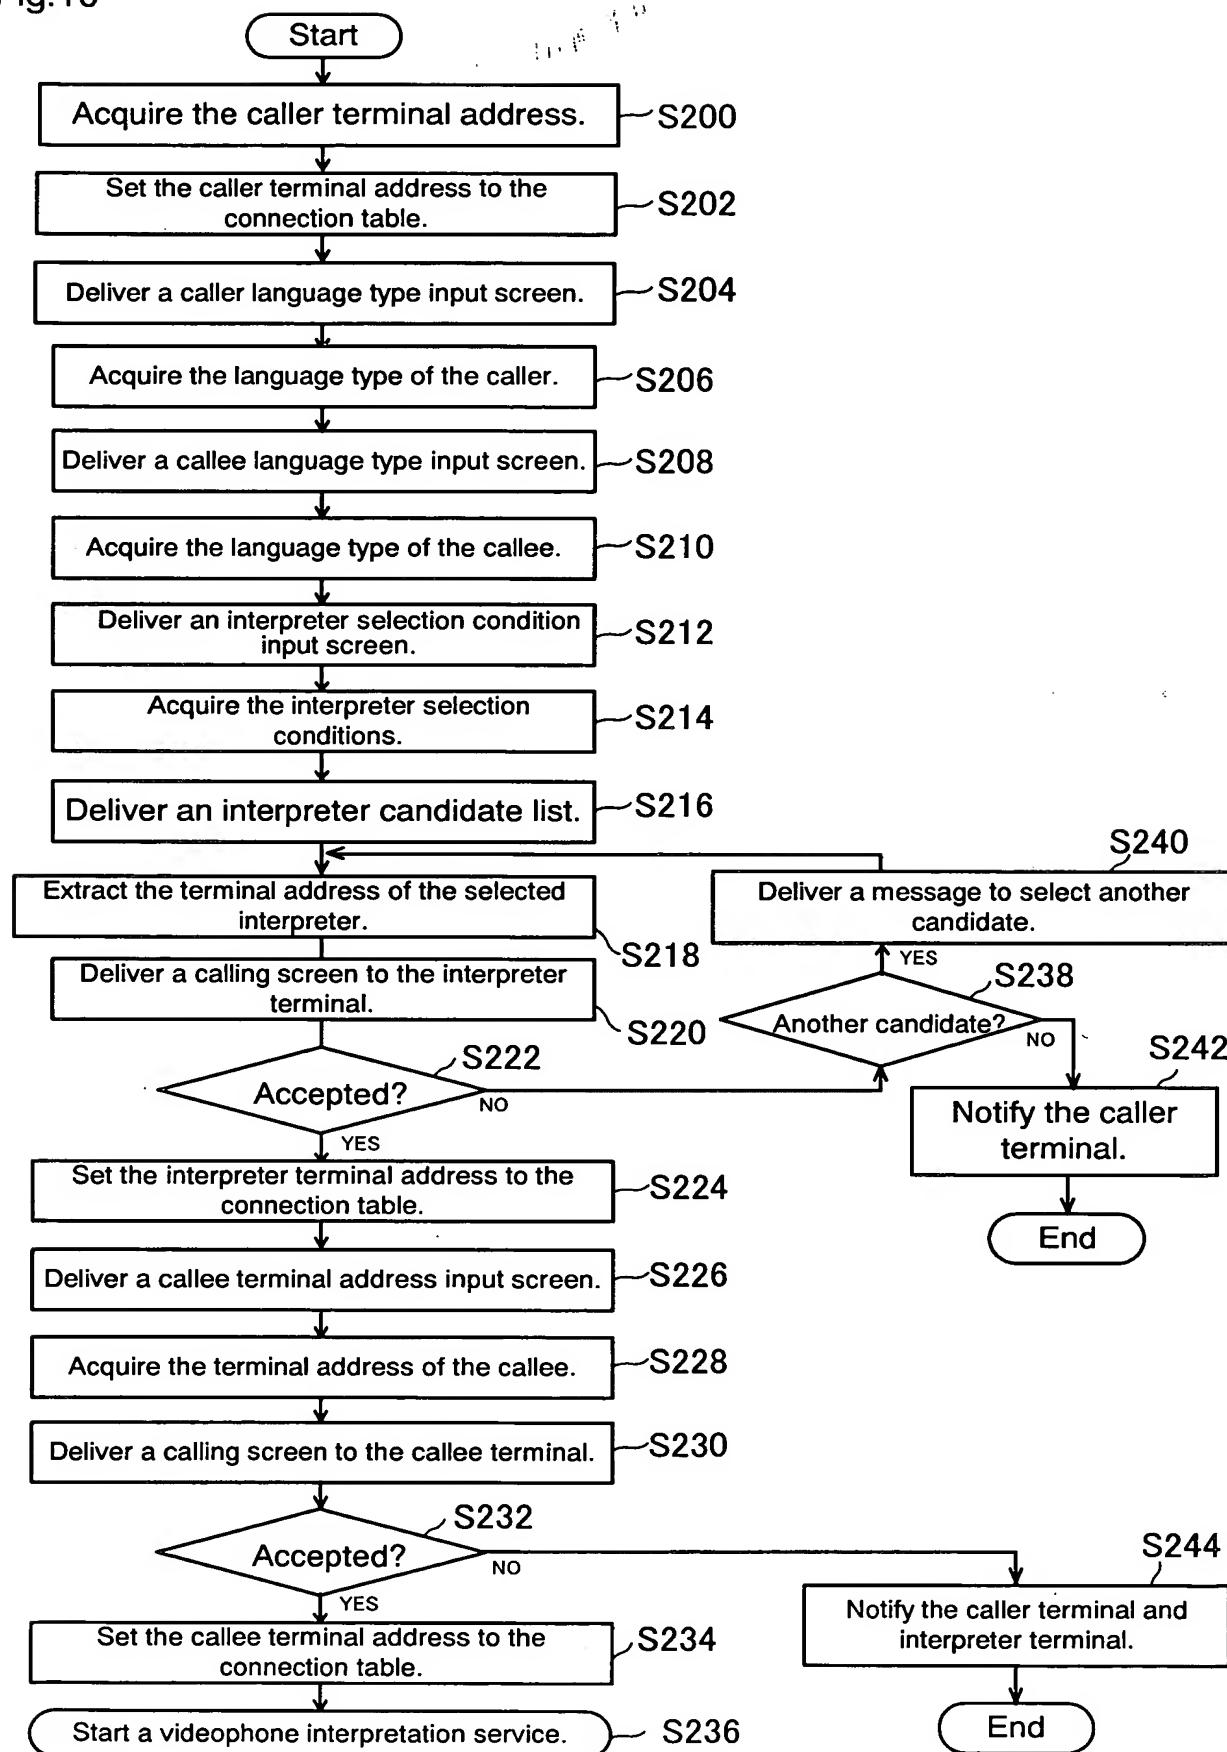 Start
Acquire the caller terminal address.
S200
Set the caller terminal address to the
connection table.
S202
Deliver a caller language type input screen.
S204
Acquire the language type of the caller.
S206
Deliver a callee language type input screen.
S208
Acquire the language type of the callee.
S210
Deliver an interpreter selection condition
input screen.
S212
Acquire the interpreter selection
conditions.
S214
Deliver an interpreter candidate list.
S216
S240
Deliver a message to select another
candidate.
Extract the terminal address of the selected
interpreter.
S218
YES
S238
Another candidate?
NO
Deliver a calling screen to the interpreter
terminal.
S220
S222
Accepted?
NO
YES
S242
Notify the caller
terminal.
End
Set the interpreter terminal address to the
connection table.
S224
Deliver a callee terminal address input screen.
S226
Acquire the terminal address of the callee.
S228
Deliver a calling screen to the callee terminal.
S230
S232
Accepted?
NO
YES
S244
Notify the caller terminal and
interpreter terminal.
End
Set the callee terminal address to the
connection table.
S234
Start a videophone interpretation service.
S236